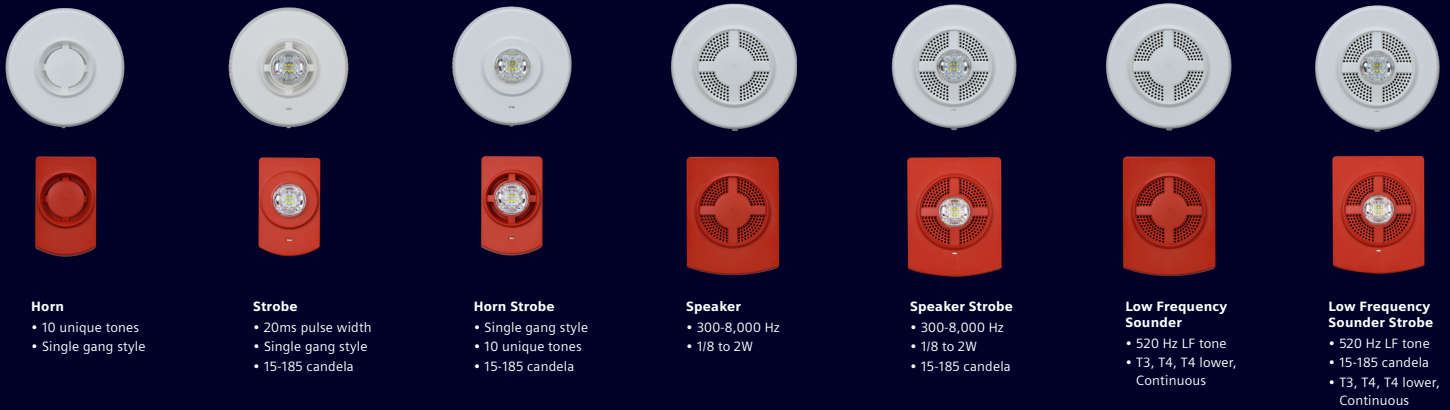 Horn
• 10 unique tones
• Single gang style
Strobe
• 20ms pulse width
• Single gang style
• 15-185 candela
Horn Strobe
• Single gang style
• 10 unique tones
• 15-185 candela
Speaker
• 300-8,000 Hz
• 1/8 to 2W
Speaker Strobe
• 300-8,000 Hz
• 1/8 to 2W
• 15-185 candela
Low Frequency
Sounder
• 520 Hz LF tone
• T3, T4, T4 lower,
Continuous
Low Frequency
Sounder Strobe
• 520 Hz LF tone
• 15-185 candela
• T3, T4, T4 lower,
Continuous